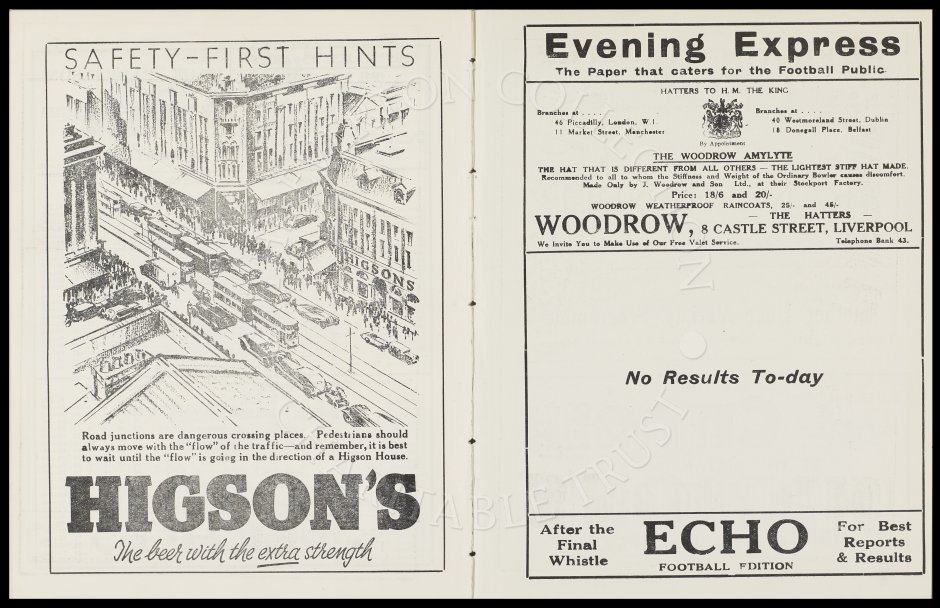 SAFETY-FIRST HINTS
HIGSONS
Road junctions are dangerous crossing places. Pedestrians should
always move with the "flow" of the traffic—and remember, it is best
to wait until the "flow" is going in the direction of a Higson House.
HIGSON'S
The beer with the extra strength
Evening Express
The Paper that caters for the Football Public
HATTERS TO H. M. THE KING
Branches at . . . .
46 Piccadilly, London, W.1.
11 Market Street, Manchester
By Appointment
Branches at . . . .
40 Westmoreland Street, Dublin
18 Donegall Place, Belfast
THE WOODROW AMYLYTE
THE HAT THAT IS DIFFERENT FROM ALL OTHERS — THE LIGHTEST STIFF HAT MADE.
Recommended to all to whom the Stiffness and Weight of the Ordinary Bowler causes discomfort.
Made Only by J. Woodrow and Son Ltd., at their Stockport Factory.
Price: 18/6 and 20/-
WOODROW WEATHERPROOF RAINCOATS, 25/- and 45/-
WOODROW, — THE HATTERS —
8 CASTLE STREET, LIVERPOOL
We Invite You to Make Use of Our Free Valet Service. Telephone Bank 43.
No Results To-day
After the
Final
Whistle
ECHO
FOOTBALL EDITION
For Best
Reports
& Results
TABLE TRUST